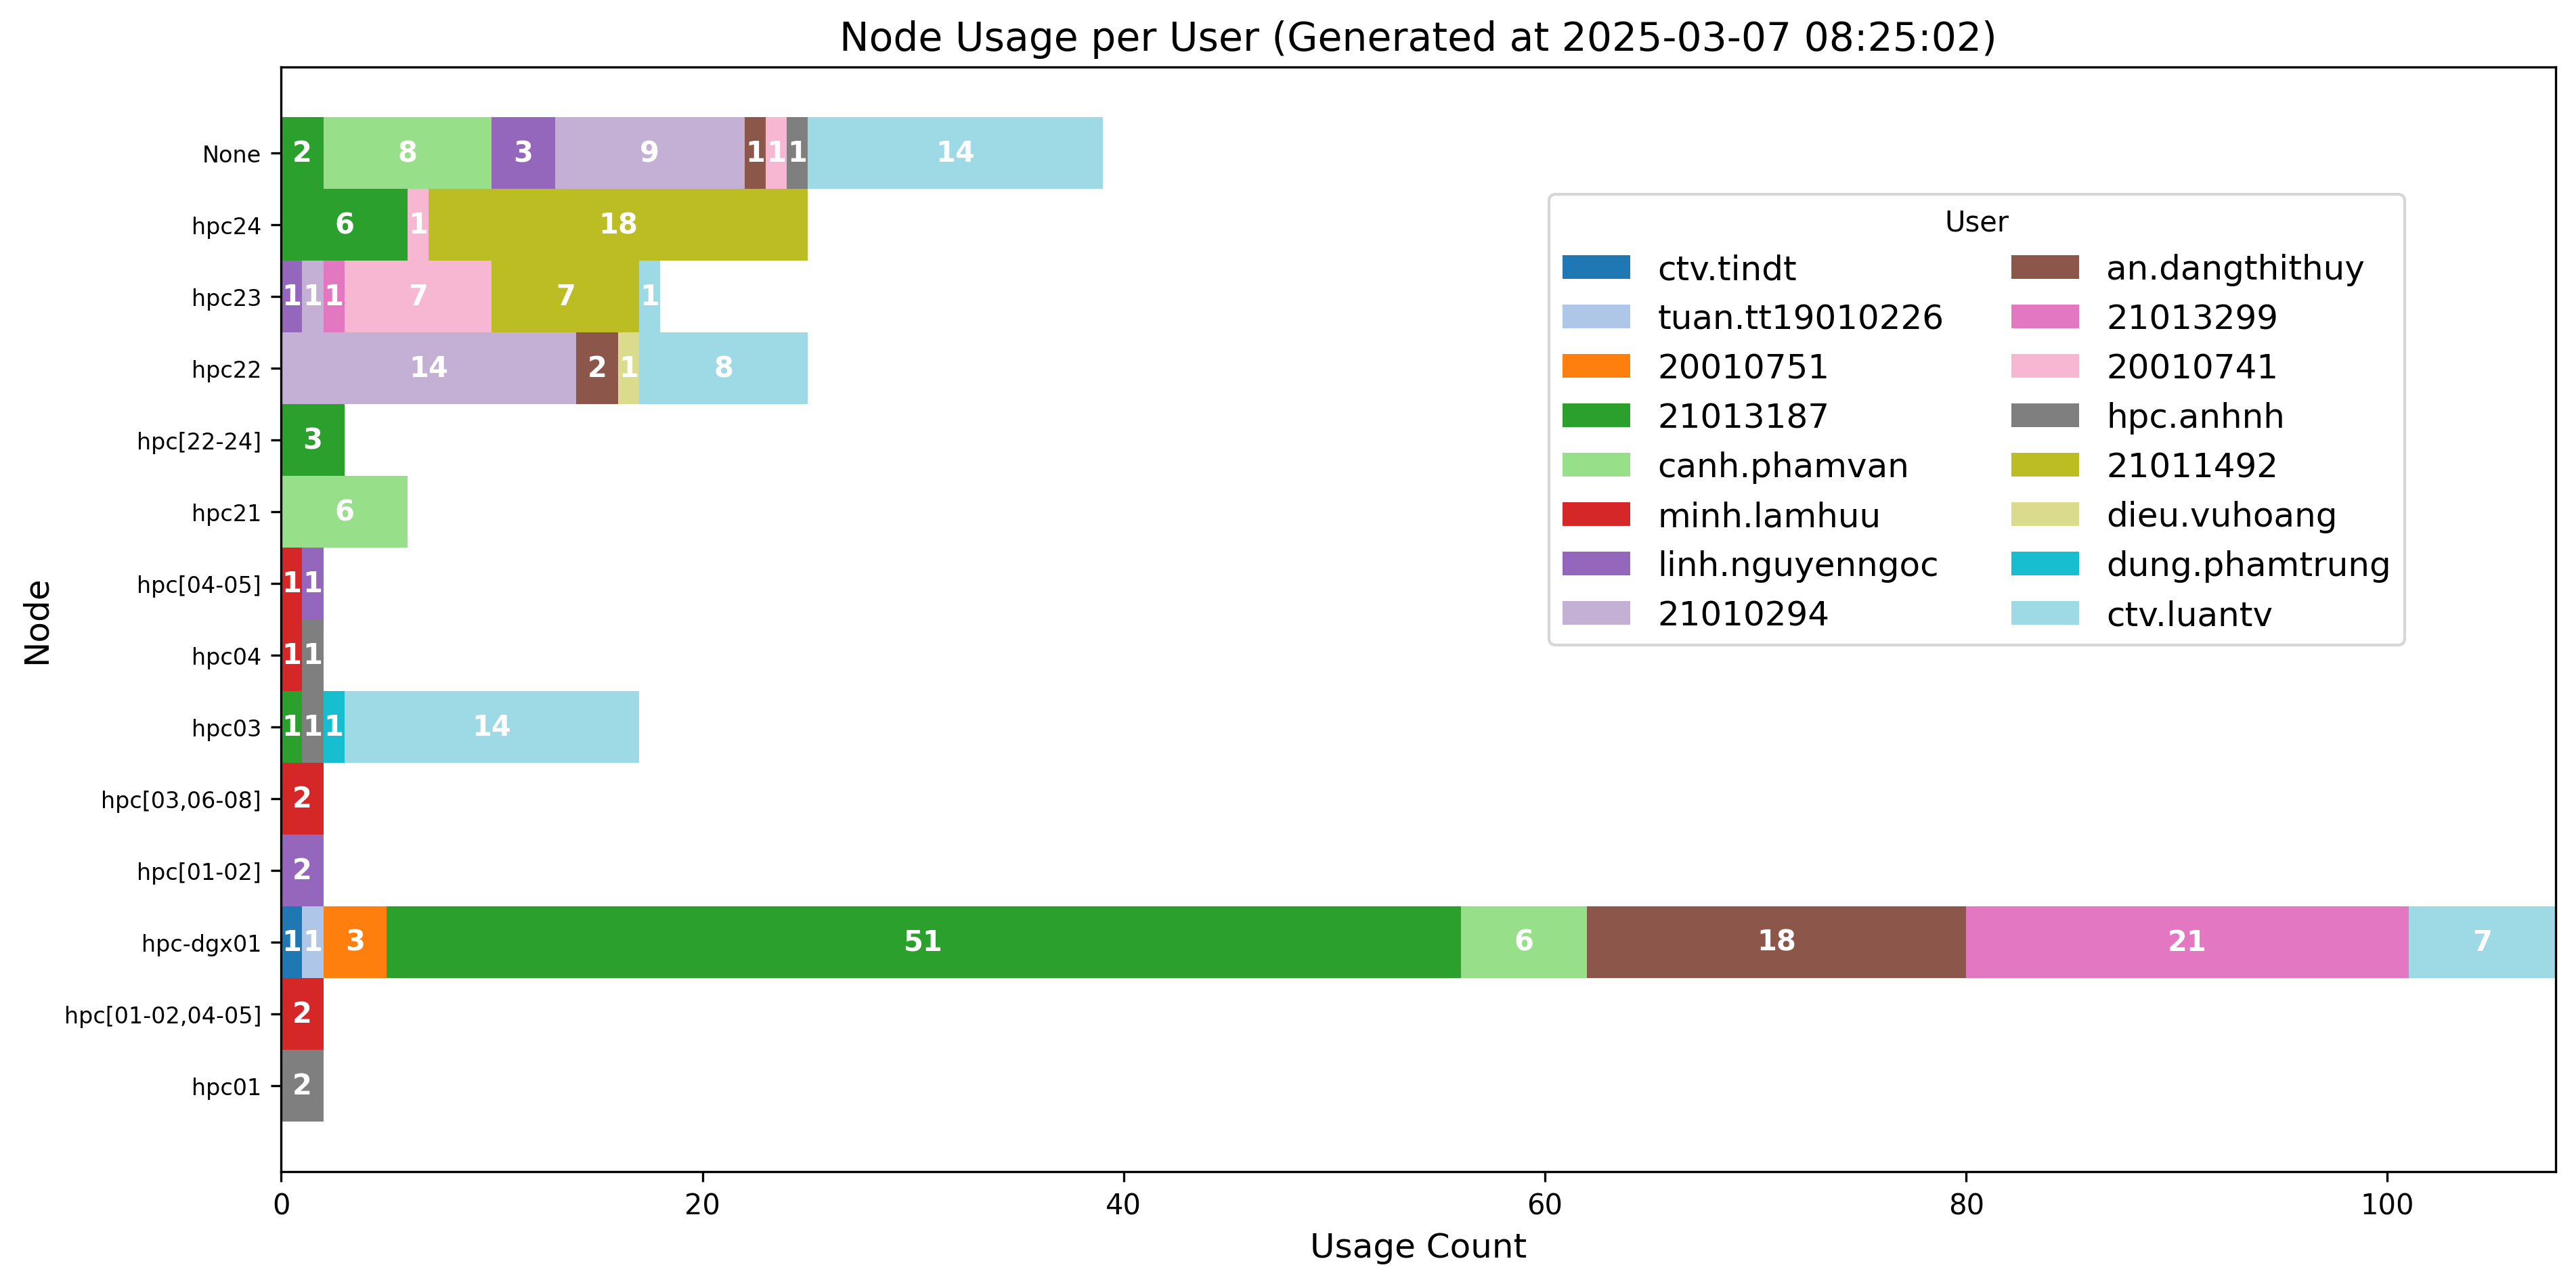 Node Usage per User (Generated at 2025-03-07 08:25:02)
None 2 8 3 9 1 1 1 14
hpc24 6 1 18
hpc23 1 1 1 7 7 1
hpc22 14 2 1 8
hpc[22-24] 3
hpc21 6
hpc[04-05] 1 1
hpc04 1 1
hpc03 1 1 1 14
hpc[03,06-08] 2
hpc[01-02] 2
hpc-dgx01 1 1 3 51 6 18 21 7
hpc[01-02,04-05] 2
hpc01 2
Node
0 20 40 60 80 100
Usage Count
User
ctv.tindt
tuan.tt19010226
20010751
21013187
canh.phamvan
minh.lamhuu
linh.nguyenngoc
21010294
an.dangthithuy
21013299
20010741
hpc.anhnh
21011492
dieu.vuhoang
dung.phamtrung
ctv.luantv